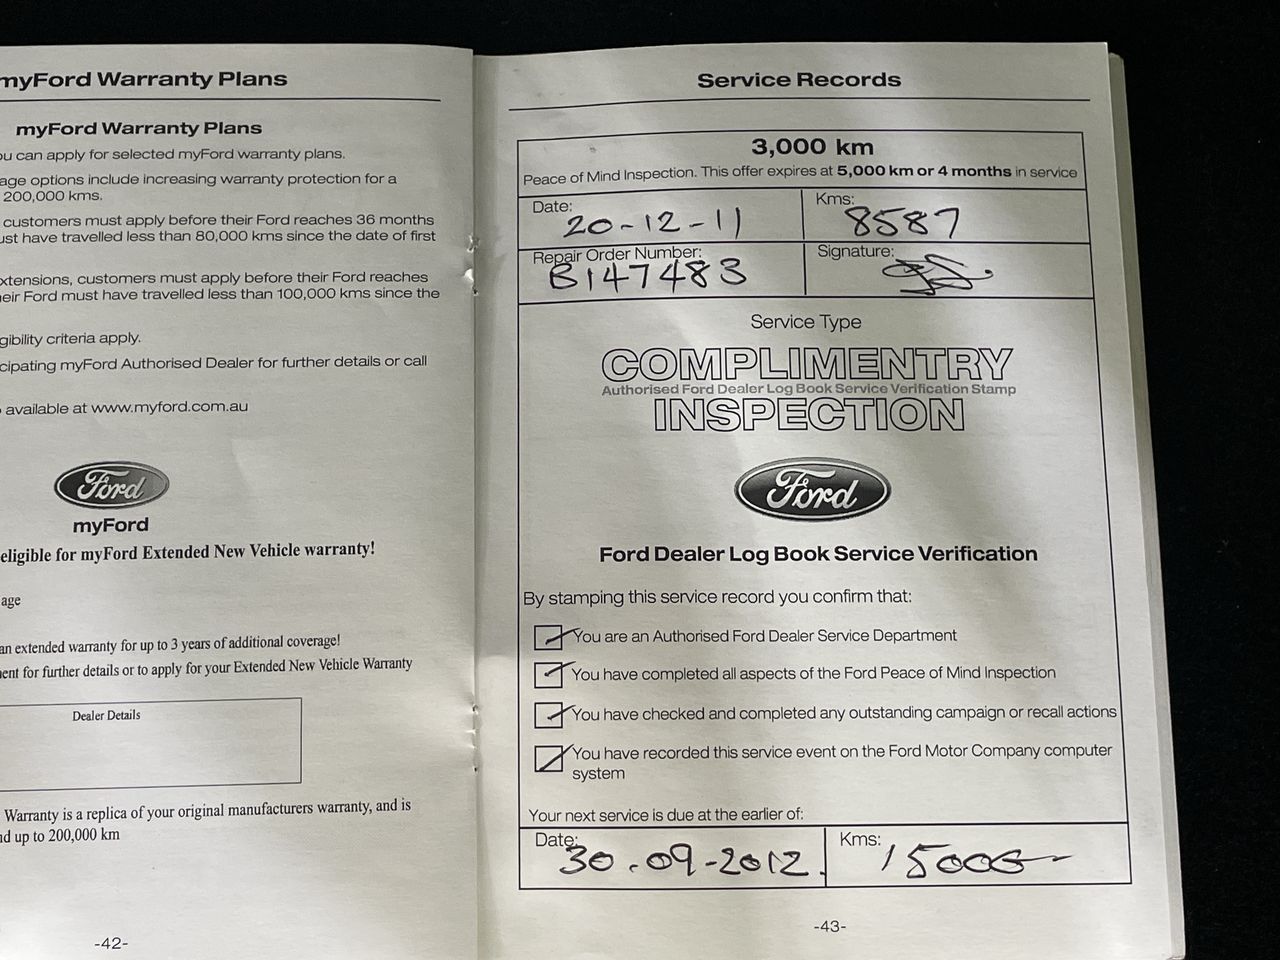 myFord Warranty Plans
myFord Warranty Plans
ou can apply for selected myFord warranty plans.
age options include increasing warranty protection for a
200,000 kms.
customers must apply before their Ford reaches 36 months
ust have travelled less than 80,000 kms since the date of first
xtensions, customers must apply before their Ford reaches
eir Ford must have travelled less than 100,000 kms since the
gibility criteria apply.
cipating myFord Authorised Dealer for further details or call
available at www.myford.com.au
Ford
myFord
eligible for myFord Extended New Vehicle warranty!
age
an extended warranty for up to 3 years of additional coverage!
ent for further details or to apply for your Extended New Vehicle Warranty
Dealer Details
Warranty is a replica of your original manufacturers warranty, and is
nd up to 200,000 km
-42-
Service Records
3,000 km
Peace of Mind Inspection. This offer expires at 5,000 km or 4 months in service
Date: 20-12-11 Kms: 8587
Repair Order Number: B147483 Signature:
Service Type
COMPLIMENTRY
Authorised Ford Dealer Log Book Service Verification Stamp
INSPECTION
Ford
Ford Dealer Log Book Service Verification
By stamping this service record you confirm that:
You are an Authorised Ford Dealer Service Department
You have completed all aspects of the Ford Peace of Mind Inspection
You have checked and completed any outstanding campaign or recall actions
You have recorded this service event on the Ford Motor Company computer
system
Your next service is due at the earlier of:
Date: 30.09-2012. Kms: 15000
-43-